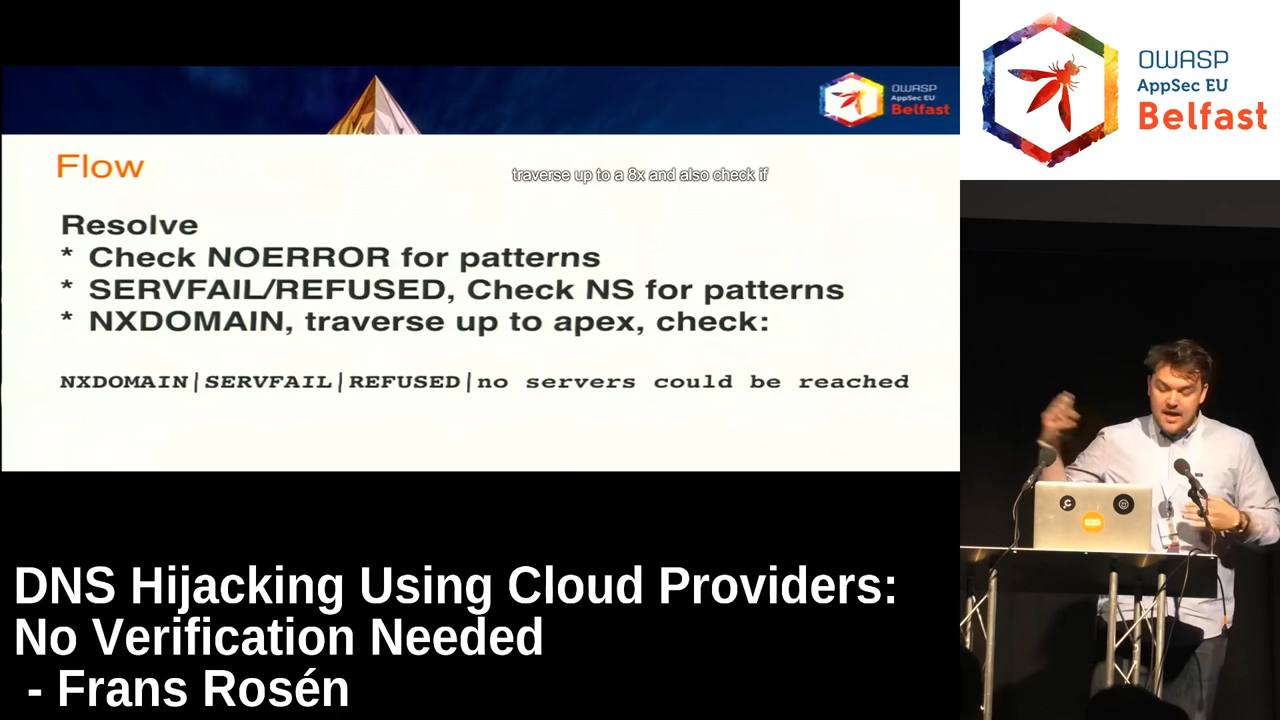 OWASP
AppSec EU
Belfast
Flow
traverse up to a 8x and also check if
Resolve
* Check NOERROR for patterns
* SERVFAIL/REFUSED, Check NS for patterns
* NXDOMAIN, traverse up to apex, check:
NXDOMAIN|SERVFAIL|REFUSED|no servers could be reached
DNS Hijacking Using Cloud Providers:
No Verification Needed
- Frans Rosén
OWASP
AppSec EU
Belfast